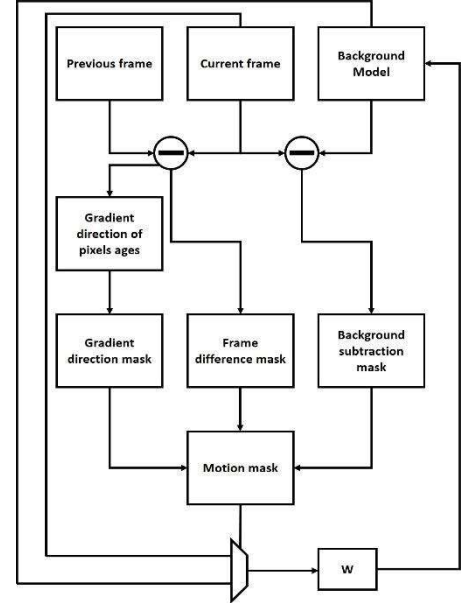 Previous frame
Current frame
Background
Model
Gradient
direction of
pixels ages
Gradient
direction mask
Frame
difference mask
Background
subtraction
mask
Motion mask
W